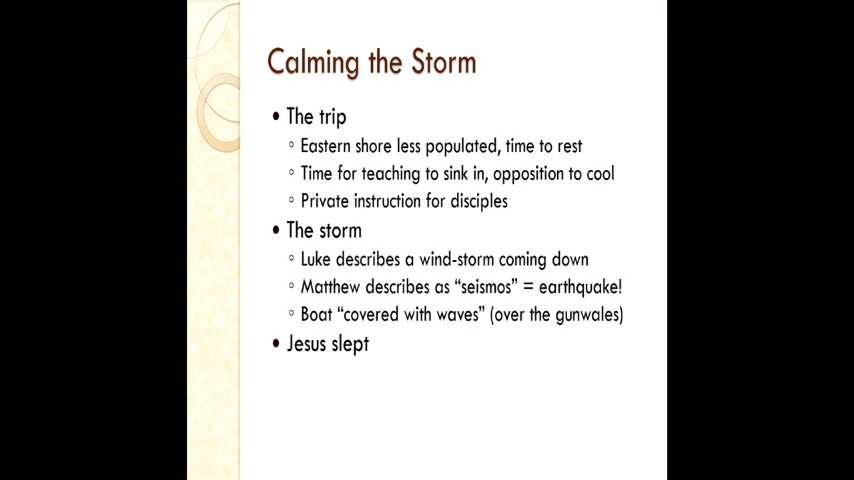 Calming the Storm
• The trip
◦ Eastern shore less populated, time to rest
◦ Time for teaching to sink in, opposition to cool
◦ Private instruction for disciples
• The storm
◦ Luke describes a wind-storm coming down
◦ Matthew describes as “seismos” = earthquake!
◦ Boat “covered with waves” (over the gunwales)
• Jesus slept